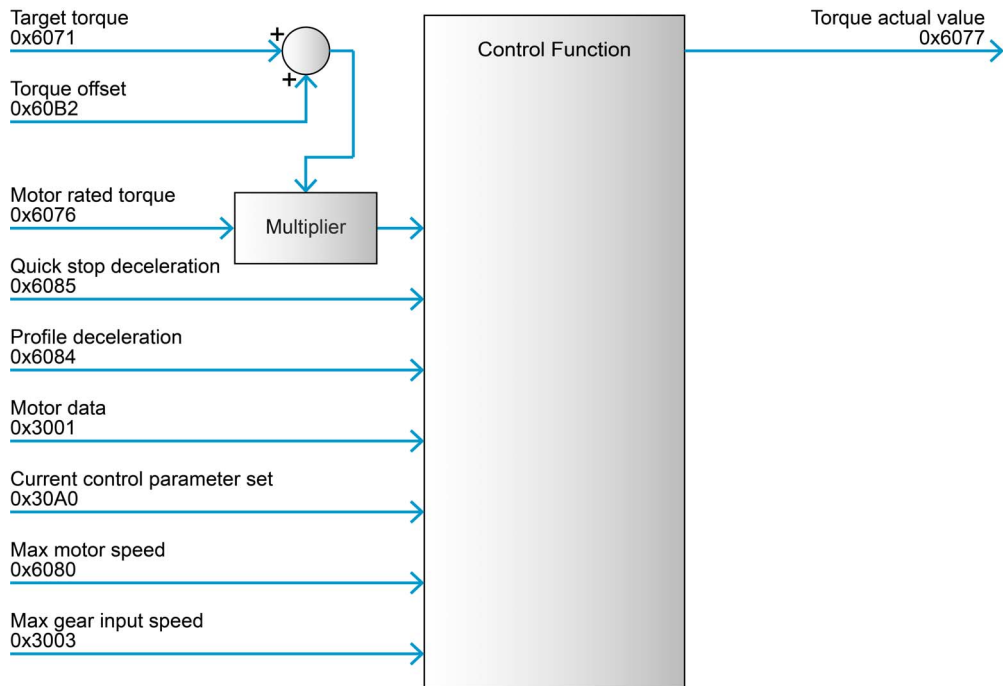 Target torque
0x6071
+
+
Torque offset
0x60B2
Motor rated torque
0x6076
Multiplier
Quick stop deceleration
0x6085
Profile deceleration
0x6084
Motor data
0x3001
Current control parameter set
0x30A0
Max motor speed
0x6080
Max gear input speed
0x3003
Control Function
Torque actual value
0x6077